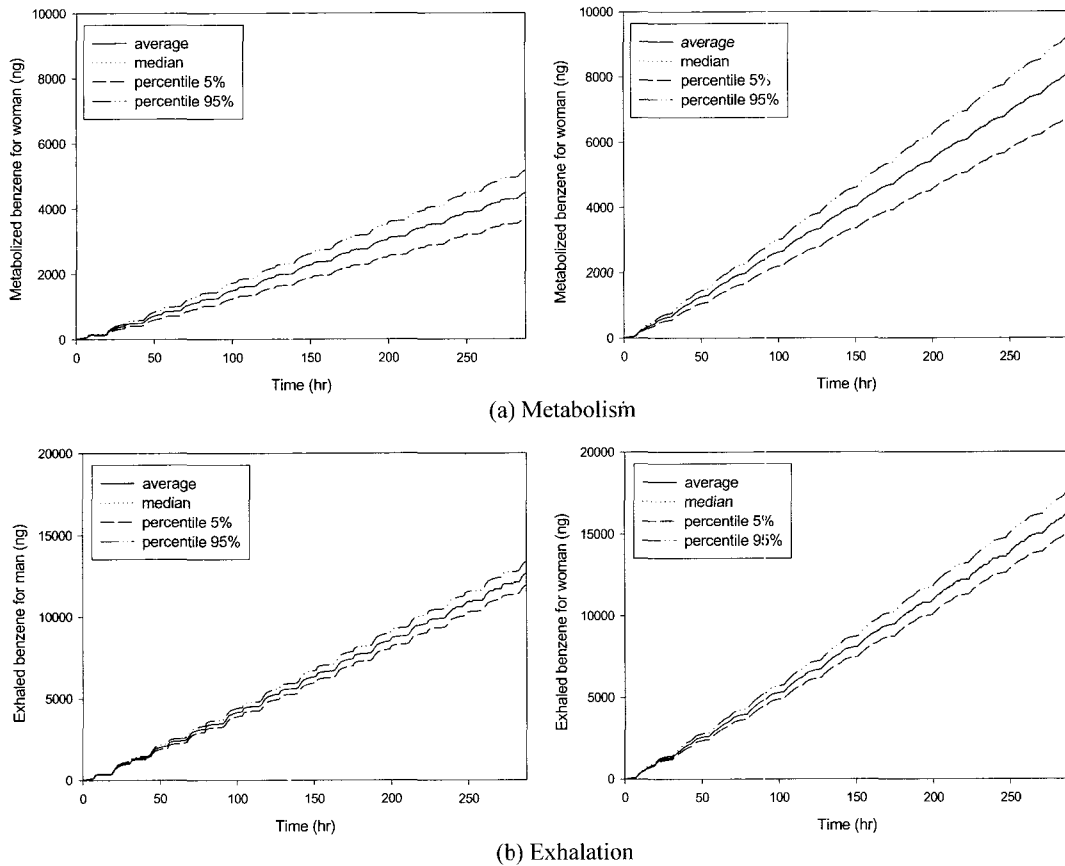 Metabolized benzene for woman (ng)
10000
8000
6000
4000
2000
0
average
median
percentile 5%
percentile 95%
0 50 100 150 200 250
Time (hr)
Metabolized benzene for woman (ng)
10000
8000
6000
4000
2000
0
average
median
percentile 5%
percentile 95%
0 50 100 150 200 250
Time (hr)
(a) Metabolism
Exhaled benzene for man (ng)
20000
15000
10000
5000
0
average
median
percentile 5%
percentile 95%
0 50 100 150 200 250
Time (hr)
Exhaled benzene for woman (ng)
20000
15000
10000
5000
0
average
median
percentile 5%
percentile 95%
0 50 100 150 200 250
Time (hr)
(b) Exhalation